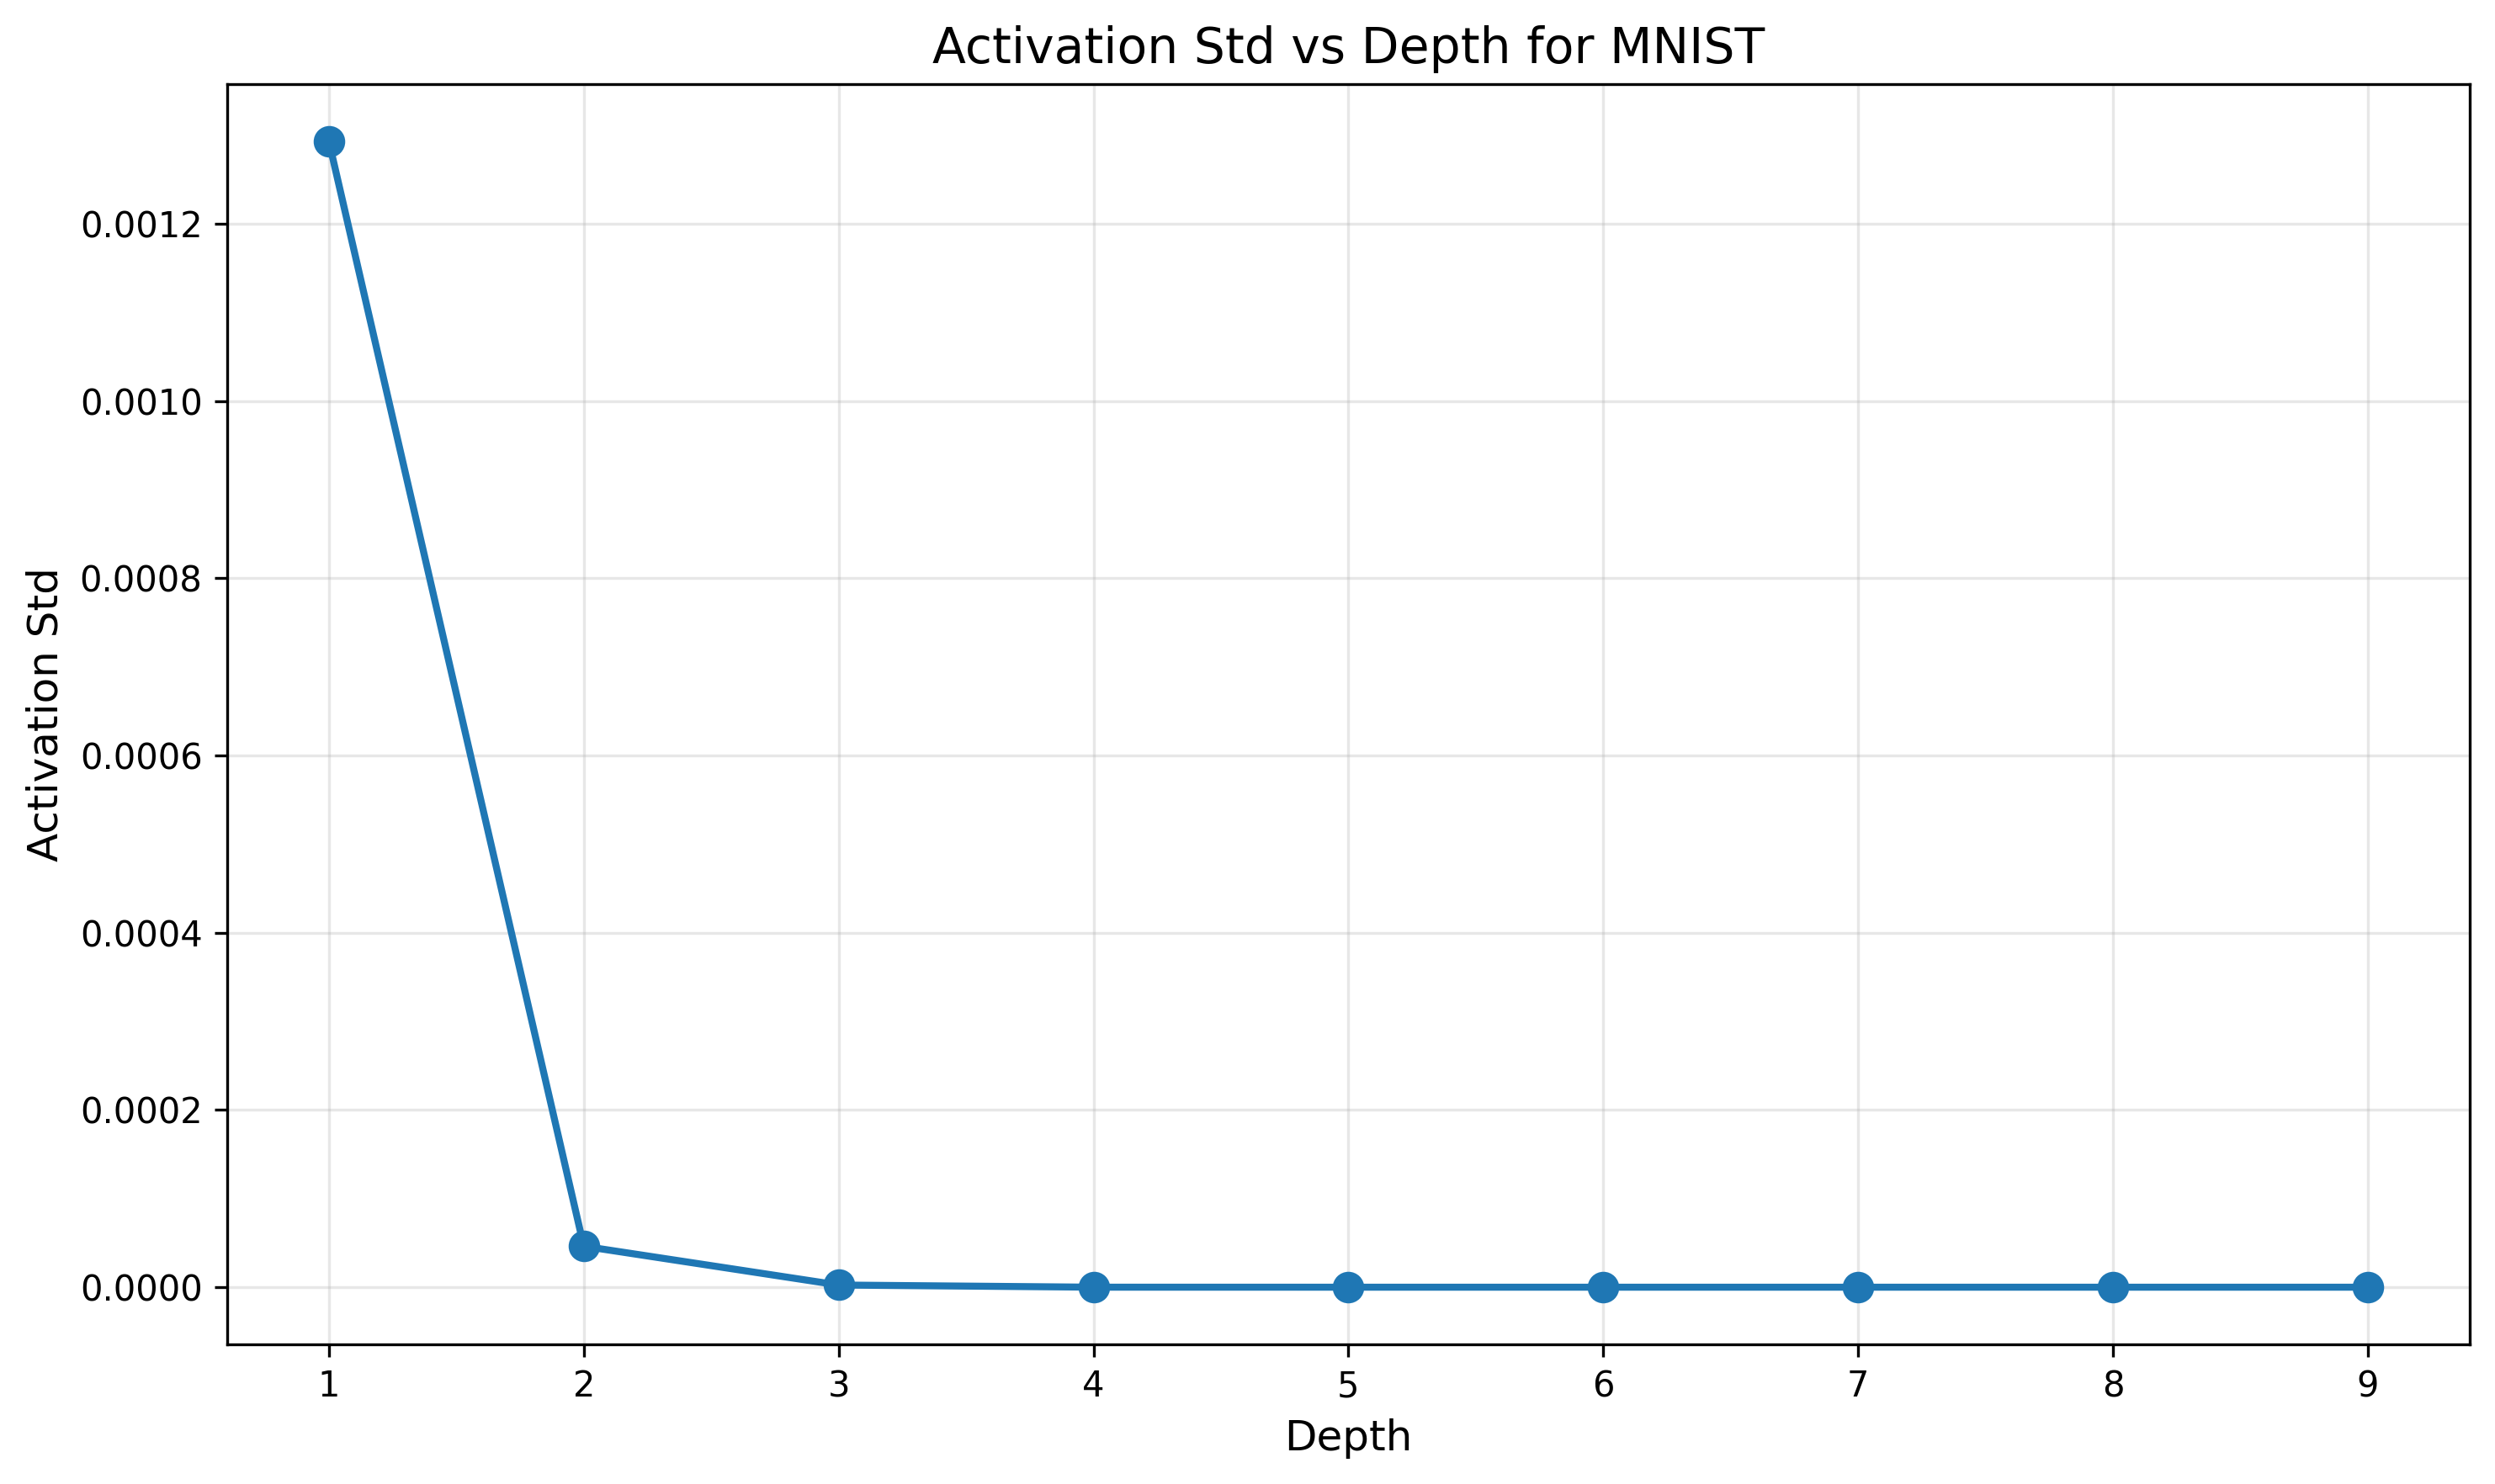 Activation Std vs Depth for MNIST
Activation Std
0.0012
0.0010
0.0008
0.0006
0.0004
0.0002
0.0000
1 2 3 4 5 6 7 8 9
Depth